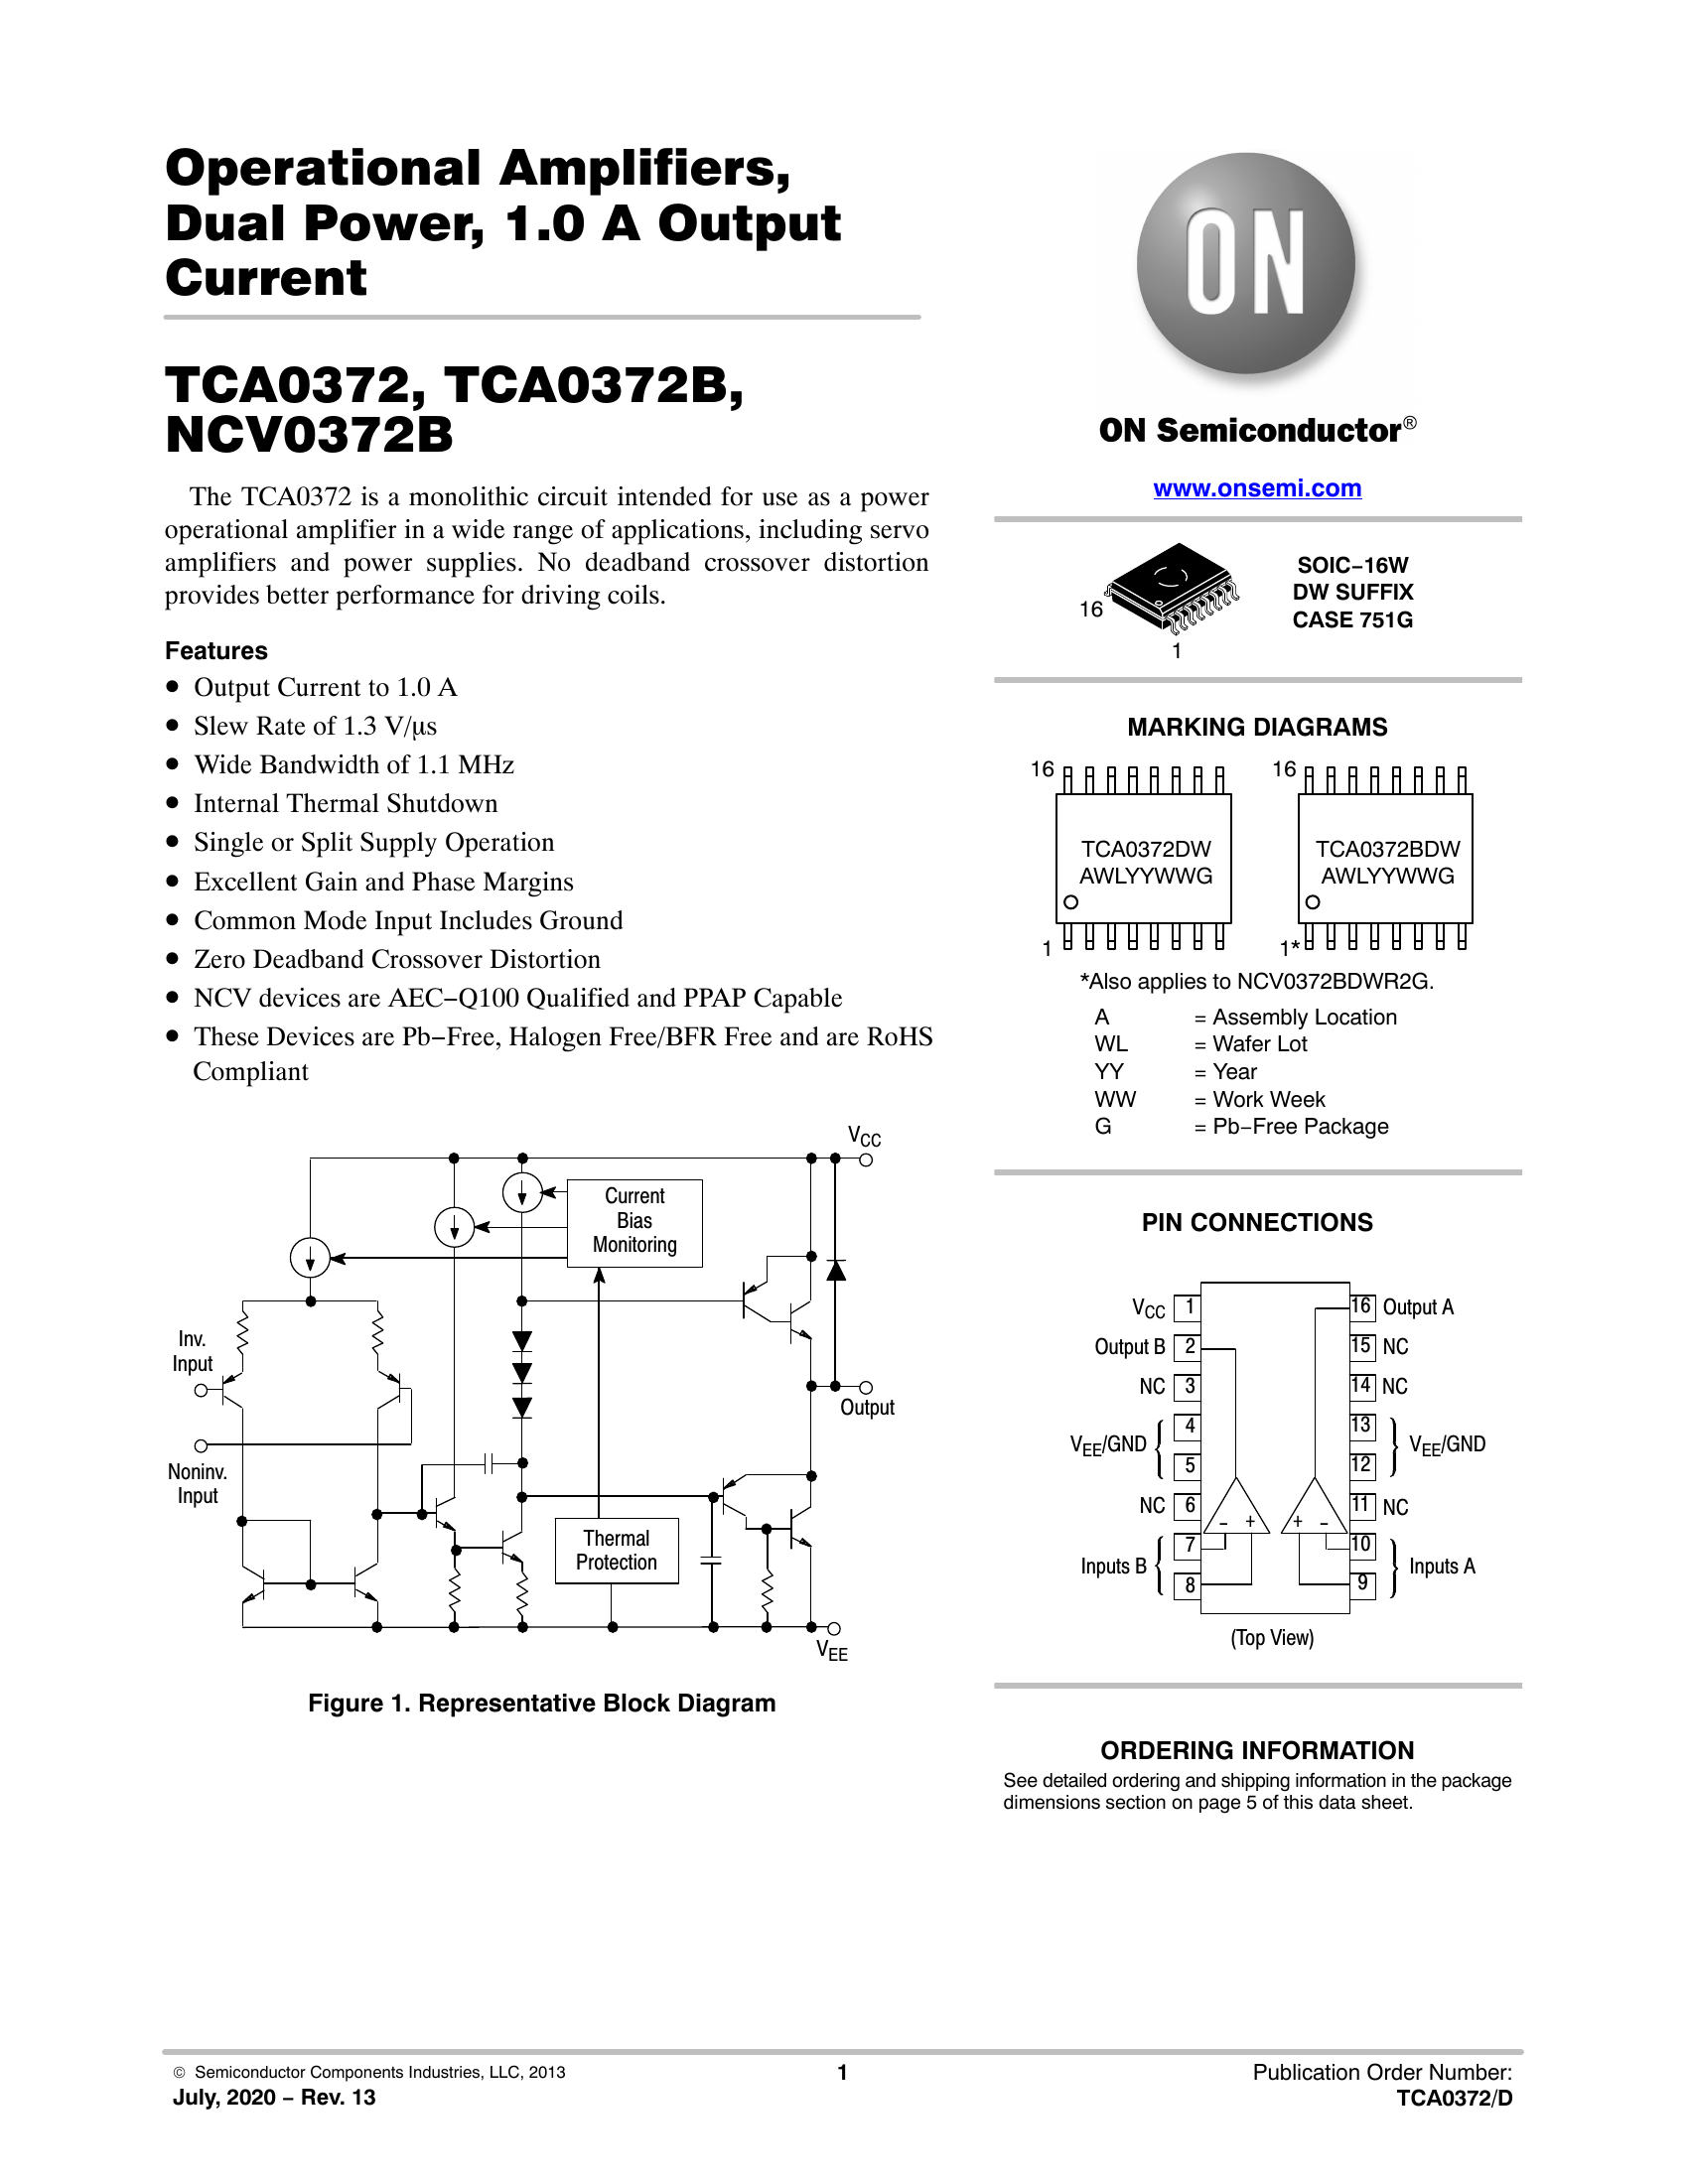 Operational Amplifiers,
Dual Power, 1.0 A Output
Current
TCA0372, TCA0372B,
NCV0372B
The TCA0372 is a monolithic circuit intended for use as a power
operational amplifier in a wide range of applications, including servo
amplifiers and power supplies. No deadband crossover distortion
provides better performance for driving coils.
Features
• Output Current to 1.0 A
• Slew Rate of 1.3 V/μs
• Wide Bandwidth of 1.1 MHz
• Internal Thermal Shutdown
• Single or Split Supply Operation
• Excellent Gain and Phase Margins
• Common Mode Input Includes Ground
• Zero Deadband Crossover Distortion
• NCV devices are AEC−Q100 Qualified and PPAP Capable
• These Devices are Pb−Free, Halogen Free/BFR Free and are RoHS
Compliant
VCC
Current
Bias
Monitoring
Inv.
Input
Output
Noninv.
Input
Thermal
Protection
VEE
Figure 1. Representative Block Diagram
ON
ON Semiconductor®
www.onsemi.com
SOIC−16W
DW SUFFIX
CASE 751G
16
1
MARKING DIAGRAMS
16
TCA0372DW
AWLYYWWG
1
16
TCA0372BDW
AWLYYWWG
1*
*Also applies to NCV0372BDWR2G.
A = Assembly Location
WL = Wafer Lot
YY = Year
WW = Work Week
G = Pb−Free Package
PIN CONNECTIONS
VCC 1 16 Output A
Output B 2 15 NC
NC 3 14 NC
4 13
VEE/GND VEE/GND
5 12
NC 6 11 NC
− + + −
7 10
Inputs B Inputs A
8 9
(Top View)
ORDERING INFORMATION
See detailed ordering and shipping information in the package
dimensions section on page 5 of this data sheet.
© Semiconductor Components Industries, LLC, 2013
July, 2020 − Rev. 13
1
Publication Order Number:
TCA0372/D